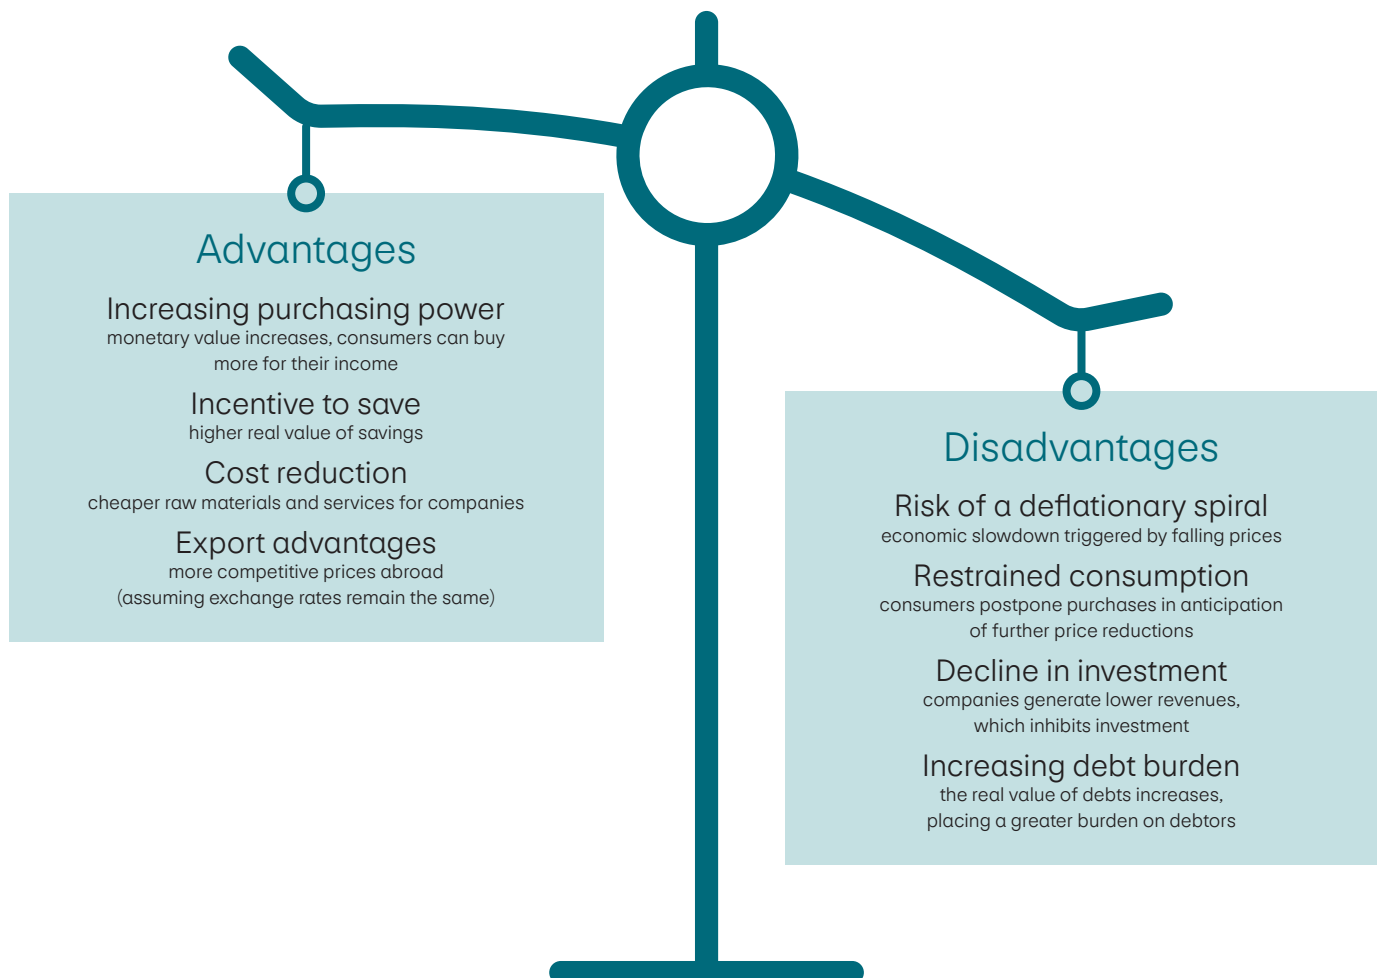 Advantages
Increasing purchasing power
monetary value increases, consumers can buy
more for their income
Incentive to save
higher real value of savings
Cost reduction
cheaper raw materials and services for companies
Export advantages
more competitive prices abroad
(assuming exchange rates remain the same)
Disadvantages
Risk of a deflationary spiral
economic slowdown triggered by falling prices
Restrained consumption
consumers postpone purchases in anticipation
of further price reductions
Decline in investment
companies generate lower revenues,
which inhibits investment
Increasing debt burden
the real value of debts increases,
placing a greater burden on debtors